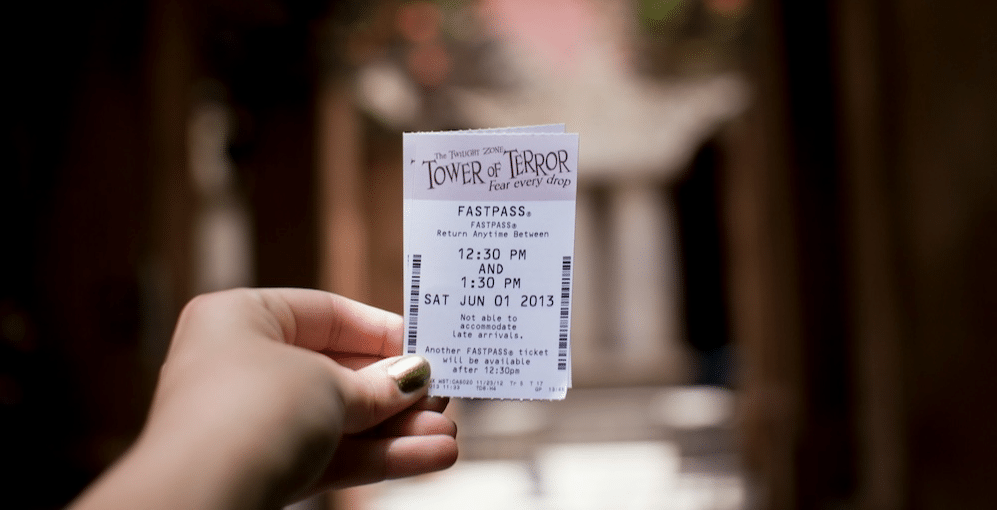 The TWILIGHT ZONE
TOWER OF TERROR
Fear every drop
FASTPASS®
FASTPASS®
Return Anytime Between
12:30 PM
AND
1:30 PM
SAT JUN 01 2013
Not able to
accommodate
late arrivals.
Another FASTPASS® ticket
will be available
after 12:30pm